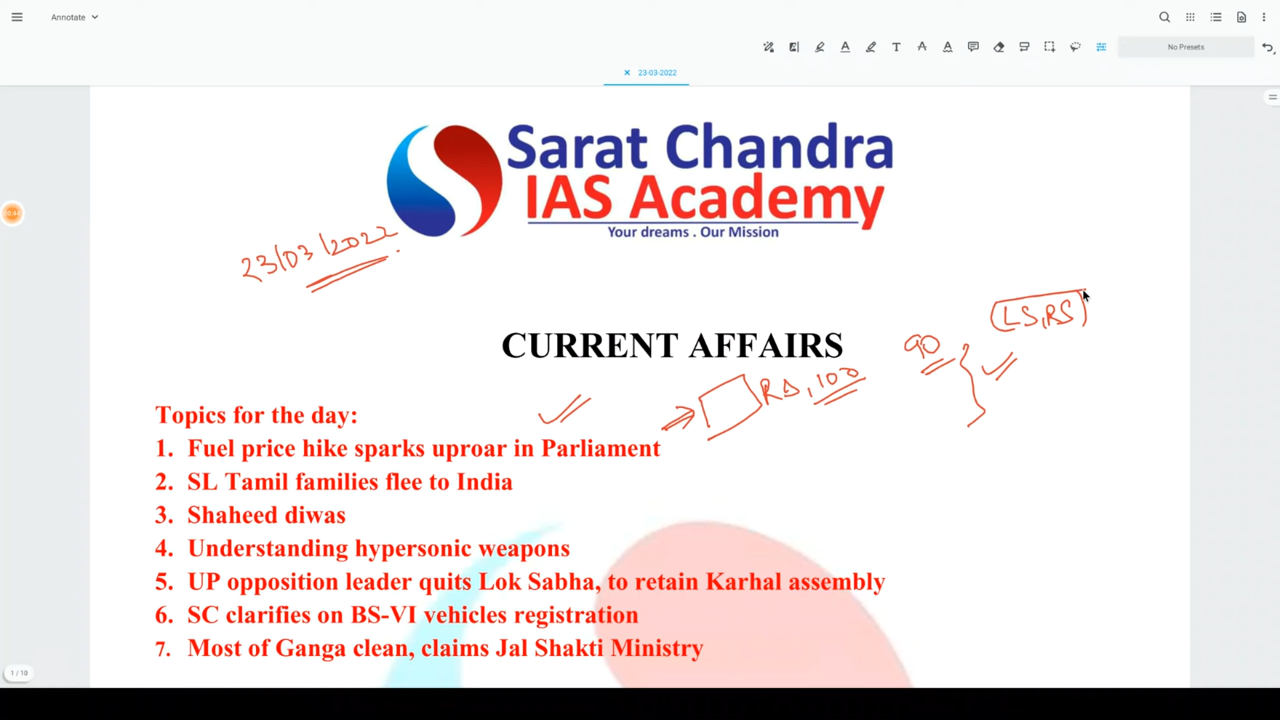 Annotate
No Presets
23-03-2022
Sarat Chandra
IAS Academy
Your dreams . Our Mission
23/03/2022
LS, RS
CURRENT AFFAIRS
90
Rs, 100
Topics for the day:
1. Fuel price hike sparks uproar in Parliament
2. SL Tamil families flee to India
3. Shaheed diwas
4. Understanding hypersonic weapons
5. UP opposition leader quits Lok Sabha, to retain Karhal assembly
6. SC clarifies on BS-VI vehicles registration
7. Most of Ganga clean, claims Jal Shakti Ministry
1 / 10